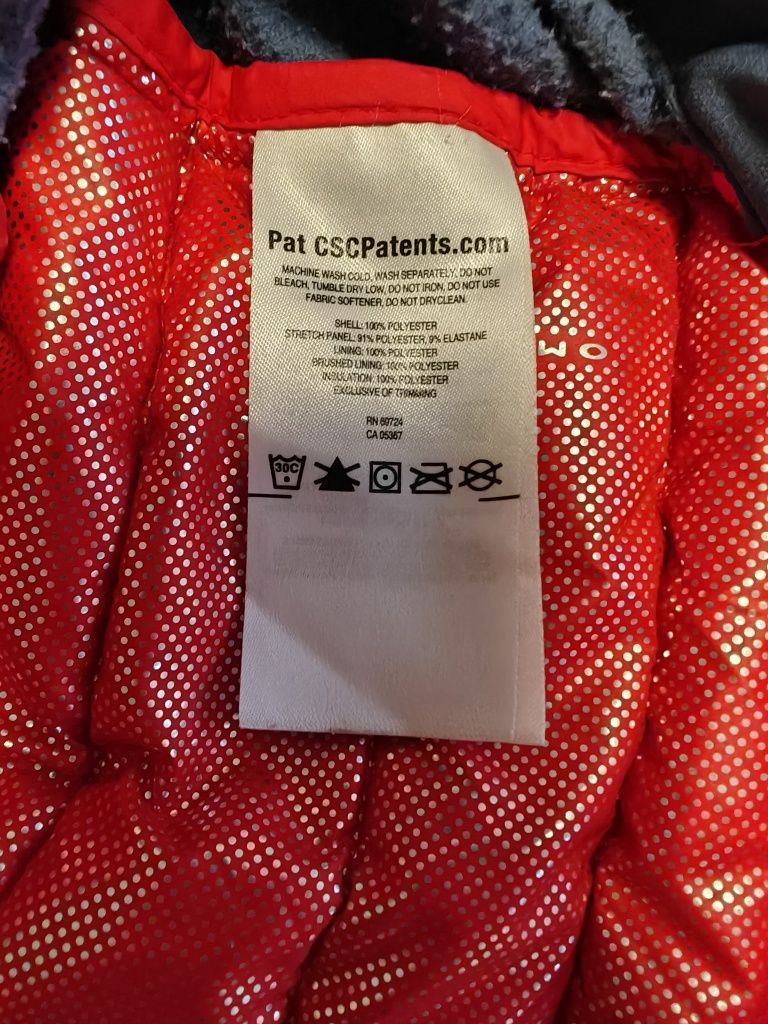 Pat CSCPatents.com
MACHINE WASH COLD, WASH SEPARATELY, DO NOT
BLEACH, TUMBLE DRY LOW, DO NOT IRON, DO NOT USE
FABRIC SOFTENER, DO NOT DRYCLEAN.
SHELL: 100% POLYESTER
STRETCH PANEL: 91% POLYESTER, 9% ELASTANE
LINING: 100% POLYESTER
BRUSHED LINING: 100% POLYESTER
INSULATION: 100% POLYESTER
EXCLUSIVE OF TRIMMING
RN 69724
CA 05367
30C